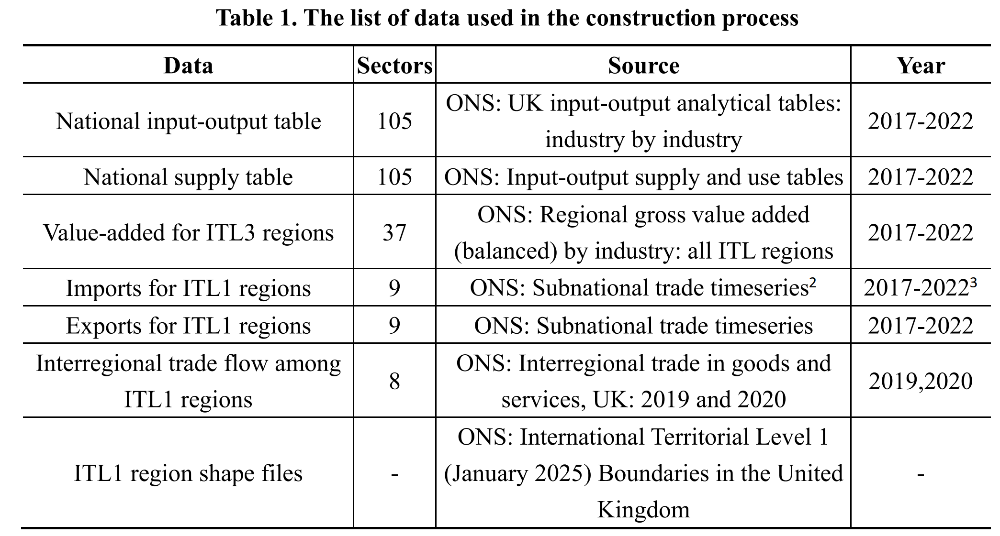 Table 1. The list of data used in the construction process
Data Sectors Source Year
National input-output table 105 ONS: UK input-output analytical tables:
industry by industry 2017-2022
National supply table 105 ONS: Input-output supply and use tables 2017-2022
Value-added for ITL3 regions 37 ONS: Regional gross value added
(balanced) by industry: all ITL regions 2017-2022
Imports for ITL1 regions 9 ONS: Subnational trade timeseries² 2017-2022³
Exports for ITL1 regions 9 ONS: Subnational trade timeseries 2017-2022
Interregional trade flow among
ITL1 regions 8 ONS: Interregional trade in goods and
services, UK: 2019 and 2020 2019,2020
ITL1 region shape files - ONS: International Territorial Level 1
(January 2025) Boundaries in the United
Kingdom -